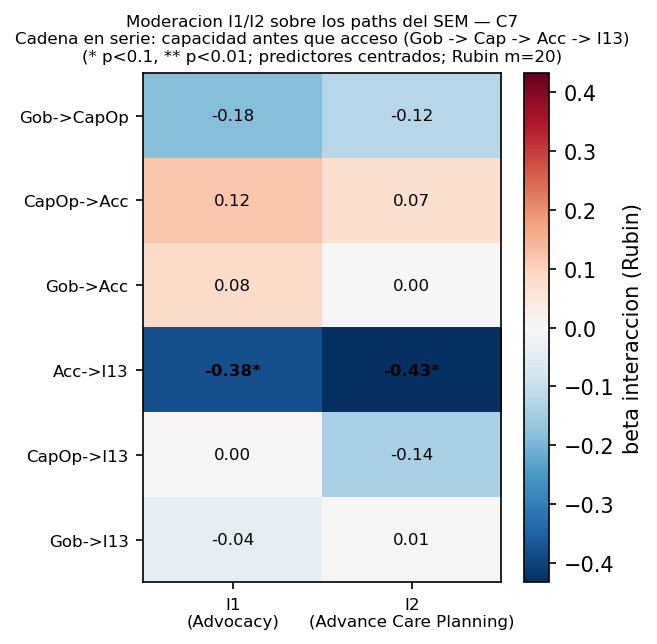 Moderacion I1/I2 sobre los paths del SEM — C7
Cadena en serie: capacidad antes que acceso (Gob -> Cap -> Acc -> I13)
(* p<0.1, ** p<0.01; predictores centrados; Rubin m=20)
Gob->CapOp -0.18 -0.12
CapOp->Acc 0.12 0.07
Gob->Acc 0.08 0.00
Acc->I13 -0.38* -0.43*
CapOp->I13 0.00 -0.14
Gob->I13 -0.04 0.01
I1 I2
(Advocacy) (Advance Care Planning)
0.4
0.3
0.2
0.1
0.0
−0.1
−0.2
−0.3
−0.4
beta interaccion (Rubin)